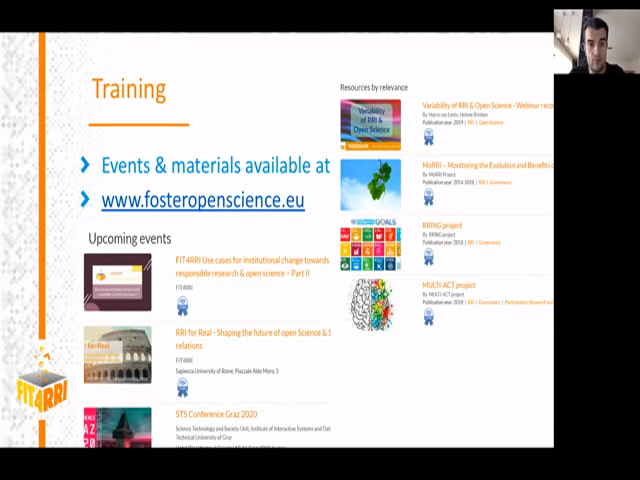 Training
Events & materials available at
www.fosteropenscience.eu
Upcoming events
FIT4RRI Use cases for institutional change towards
responsible research & open science – Part II
FIT4RRI
RRI for Real - Shaping the future of open Science & S
relations
FIT4RRI
Sapienza University of Rome, Piazzale Aldo Moro, 5
STS Conference Graz 2020
Science Technology and Society Unit, Institute of Interactive Systems and Dat
Technical University of Graz
Resources by relevance
Variability
of RRI &
Open Science
WEBINAR
Variability of RRI & Open Science - Webinar reco
Publication year: 2019 | RRI | Open Science
MoRRI – Monitoring the Evolution and Benefits o
By MoRRI Project
Publication year: 2014-2018 | RRI | Governance
GOALS
RRING project
By RRING project
Publication year: 2018 | RRI | Governance
MULTI-ACT project
By MULTI-ACT project
Publication year: 2018 | RRI | Governance | Participatory Research and
for Real
FIT4RRI